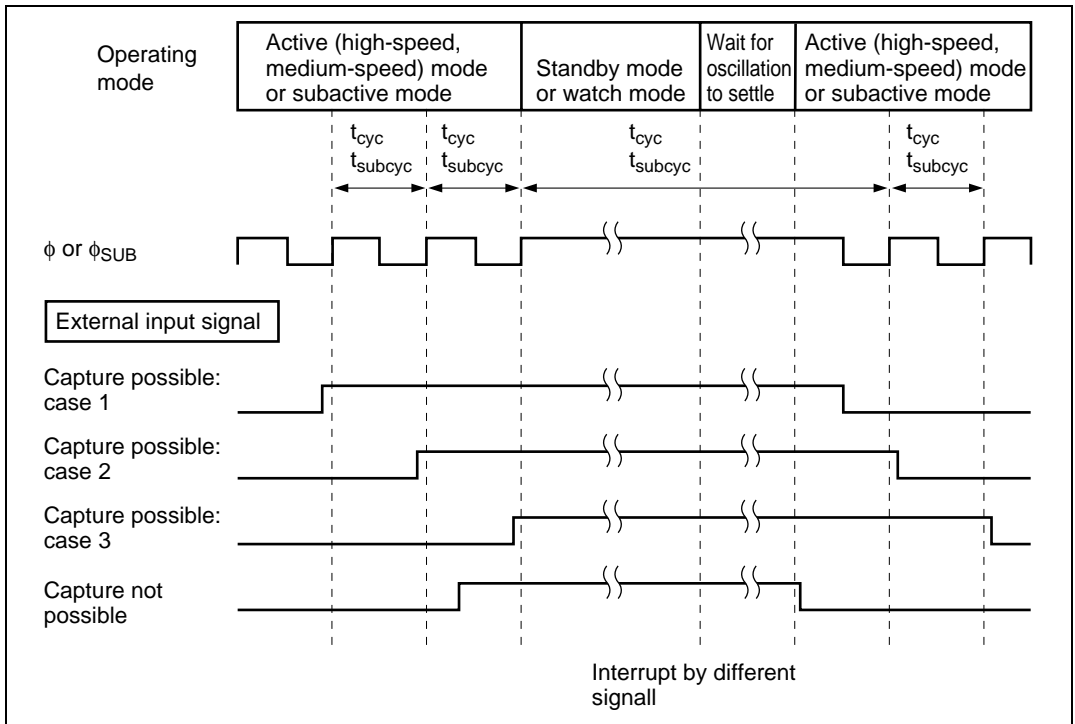 Operating
mode
Active (high-speed,
medium-speed) mode
or subactive mode
Standby mode
or watch mode
Wait for
oscillation
to settle
Active (high-speed,
medium-speed) mode
or subactive mode
tcyc
tsubcyc
tcyc
tsubcyc
tcyc
tsubcyc
tcyc
tsubcyc
φ or φSUB
External input signal
Capture possible:
case 1
Capture possible:
case 2
Capture possible:
case 3
Capture not
possible
Interrupt by different
signall